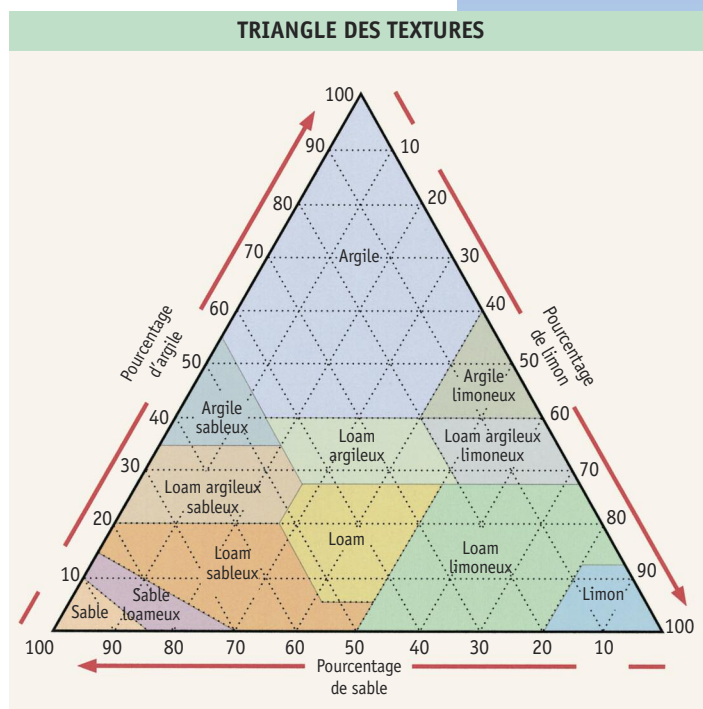 TRIANGLE DES TEXTURES
100
90
10
80
20
70
Argile
30
60
40
Pourcentage
d'argile
Pourcentage
de limon
50
50
Argile
limoneux
40
Argile
sableux
60
Loam
argileux
Loam argileux
limoneux
30
70
Loam argileux
sableux
20
80
Loam
Loam
sableux
Loam
limoneux
10
90
Sable
Sable
loameux
Limon
100
100
90
80
70
60
50
40
30
20
10
Pourcentage
de sable